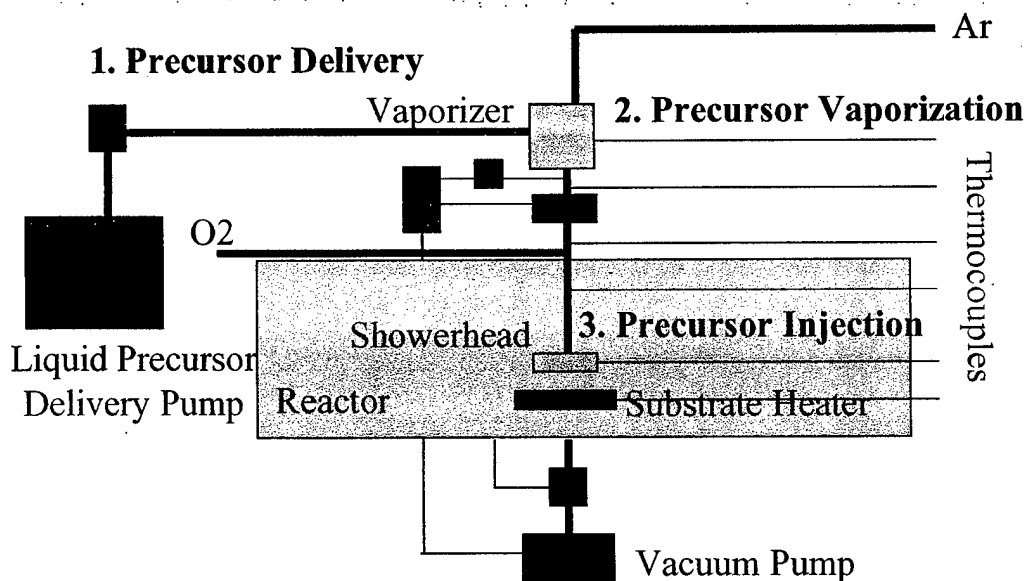 Ar
1. Precursor Delivery
Vaporizer
2. Precursor Vaporization
Thermocouples
O2
Showerhead
3. Precursor Injection
Liquid Precursor
Delivery Pump
Reactor
Substrate Heater
Vacuum Pump